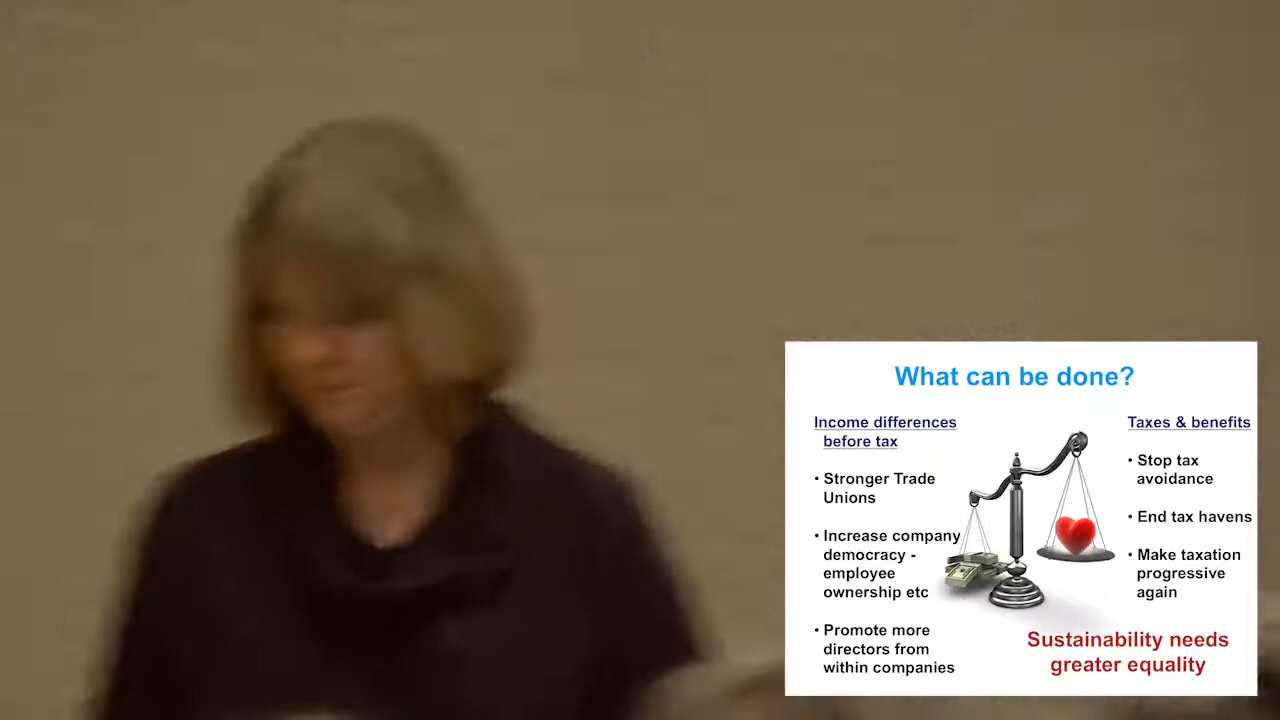 What can be done?
Income differences
before tax
• Stronger Trade
Unions
• Increase company
democracy -
employee
ownership etc
• Promote more
directors from
within companies
Taxes & benefits
• Stop tax
avoidance
• End tax havens
• Make taxation
progressive
again
Sustainability needs
greater equality